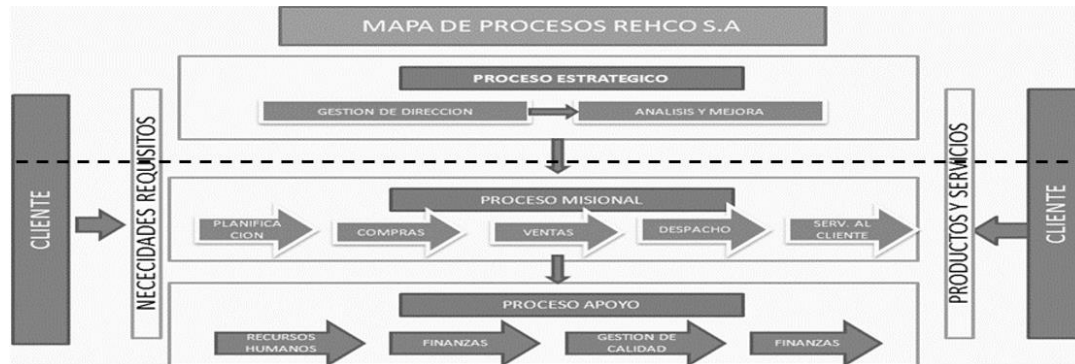 MAPA DE PROCESOS REHCO S.A
PROCESO ESTRATEGICO
GESTION DE DIRECCION
ANALISIS Y MEJORA
CLIENTE
NECECIDADES REQUISITOS
PROCESO MISIONAL
PLANIFICA
CION
COMPRAS
VENTAS
DESPACHO
SERV. AL
CLIENTE
PROCESO APOYO
RECURSOS
HUMANOS
FINANZAS
GESTION DE
CALIDAD
FINANZAS
PRODUCTOS Y SERVICIOS
CLIENTE